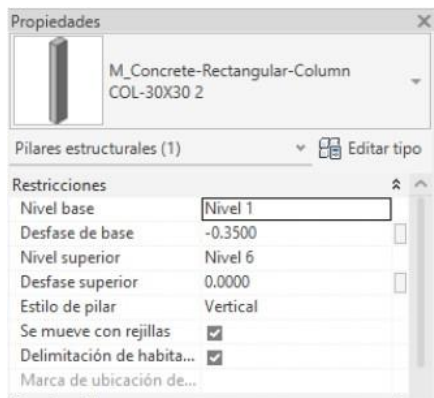 Propiedades
M_Concrete-Rectangular-Column
COL-30X30 2
Pilares estructurales (1) Editar tipo
Restricciones
Nivel base Nivel 1
Desfase de base -0.3500
Nivel superior Nivel 6
Desfase superior 0.0000
Estilo de pilar Vertical
Se mueve con rejillas
Delimitación de habita...
Marca de ubicación de...